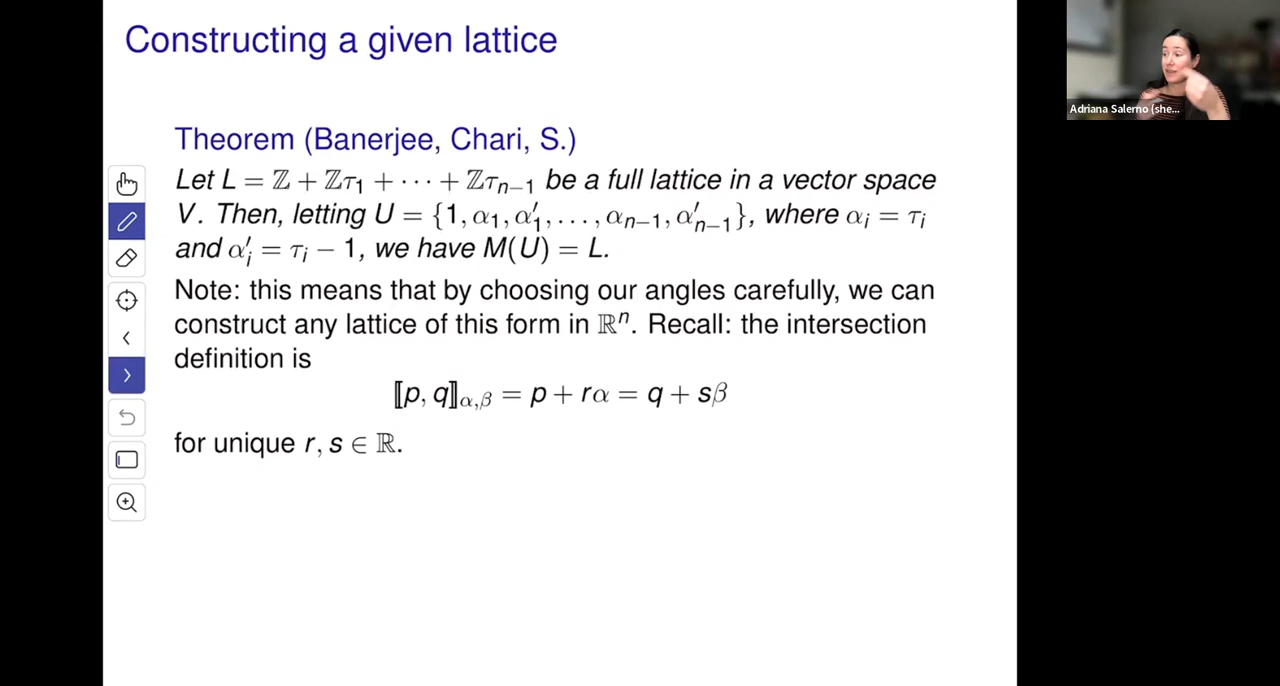 Constructing a given lattice
Theorem (Banerjee, Chari, S.)
Let L = ℤ + ℤτ₁ + ⋯ + ℤτₙ₋₁ be a full lattice in a vector space
V. Then, letting U = {1, α₁, α′₁, . . . , αₙ₋₁, α′ₙ₋₁}, where αᵢ = τᵢ
and α′ᵢ = τᵢ − 1, we have M(U) = L.
Note: this means that by choosing our angles carefully, we can
construct any lattice of this form in ℝⁿ. Recall: the intersection
definition is
⟦p, q⟧α,β = p + rα = q + sβ
for unique r, s ∈ ℝ.
Adriana Salerno (she...